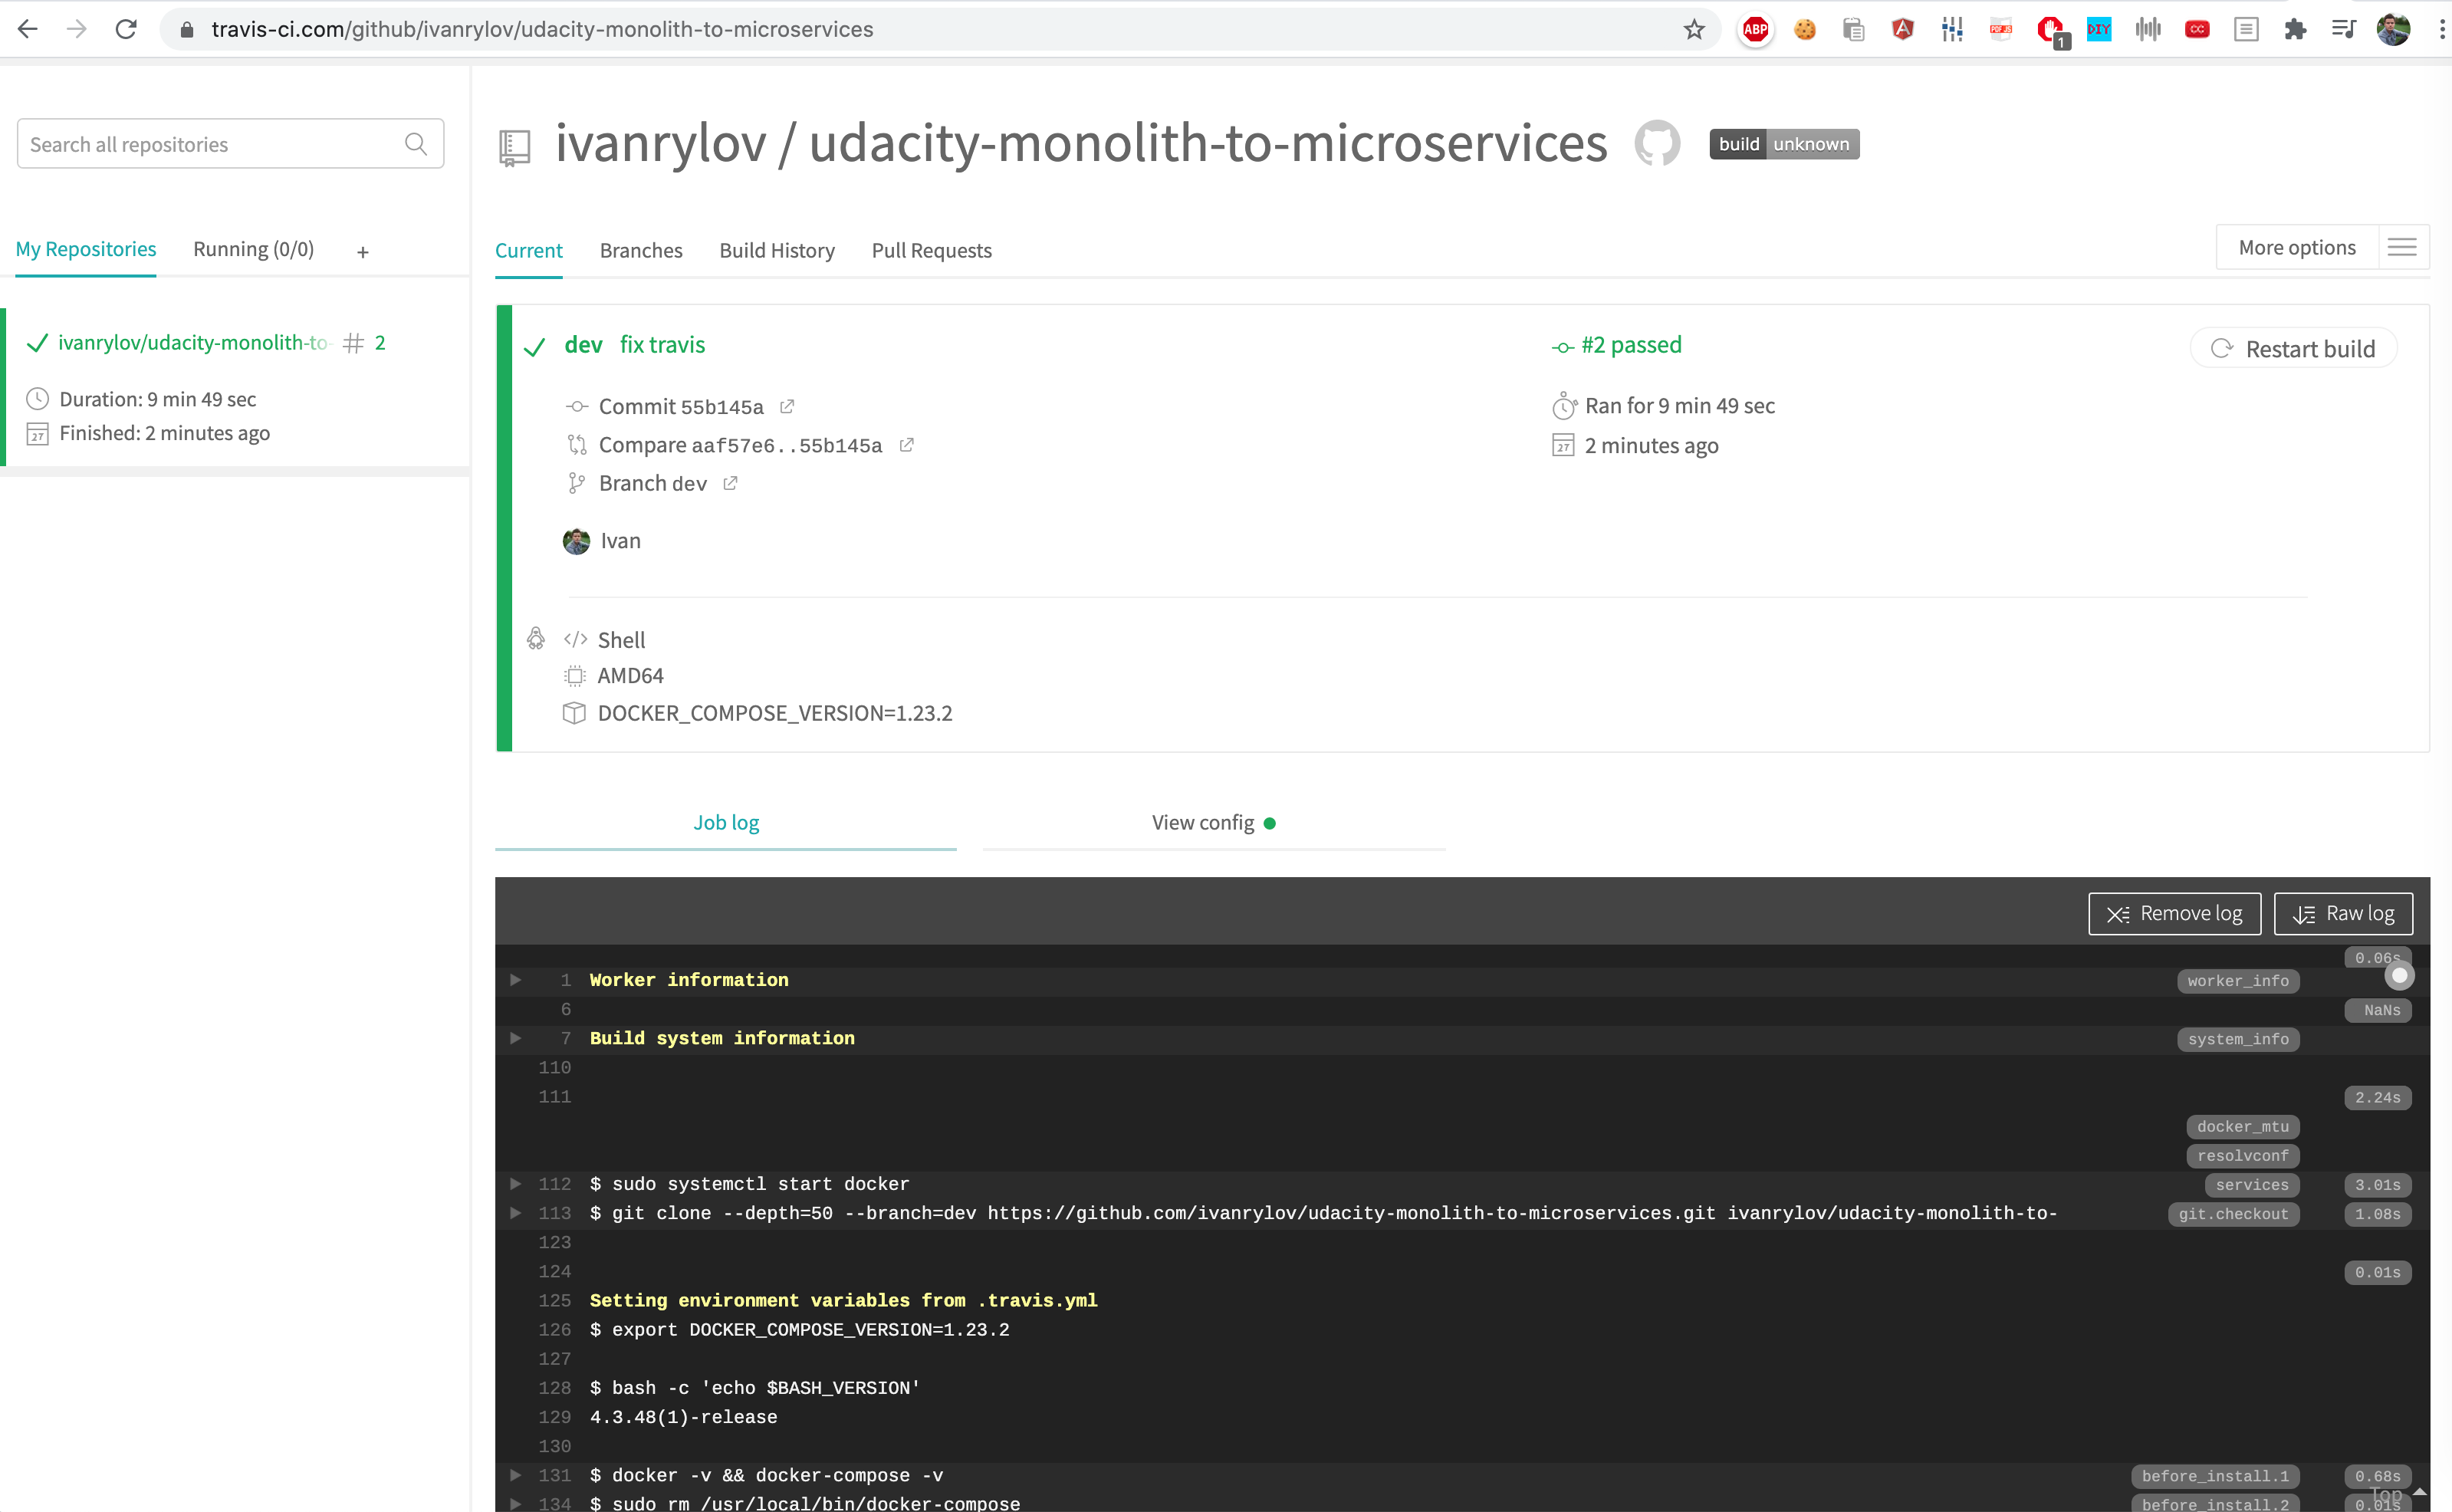 travis-ci.com/github/ivanrylov/udacity-monolith-to-microservices
ABP
PDF JS
1
DIY
CC
Search all repositories
ivanrylov / udacity-monolith-to-microservices
build unknown
My Repositories
Running (0/0)
+
Current
Branches
Build History
Pull Requests
More options
ivanrylov/udacity-monolith-to- # 2
Duration: 9 min 49 sec
27 Finished: 2 minutes ago
dev fix travis
#2 passed
Restart build
Commit 55b145a
Ran for 9 min 49 sec
Compare aaf57e6..55b145a
27 2 minutes ago
Branch dev
Ivan
</> Shell
AMD64
DOCKER_COMPOSE_VERSION=1.23.2
Job log
View config
Remove log
Raw log
0.06s
1 Worker information worker_info
6 NaNs
7 Build system information system_info
110
111 2.24s
docker_mtu
resolvconf
112 $ sudo systemctl start docker services 3.01s
113 $ git clone --depth=50 --branch=dev https://github.com/ivanrylov/udacity-monolith-to-microservices.git ivanrylov/udacity-monolith-to- git.checkout 1.08s
123
124 0.01s
125 Setting environment variables from .travis.yml
126 $ export DOCKER_COMPOSE_VERSION=1.23.2
127
128 $ bash -c 'echo $BASH_VERSION'
129 4.3.48(1)-release
130
131 $ docker -v && docker-compose -v before_install.1 0.68s
134 $ sudo rm /usr/local/bin/docker-compose before_install.2 0.01s
Top